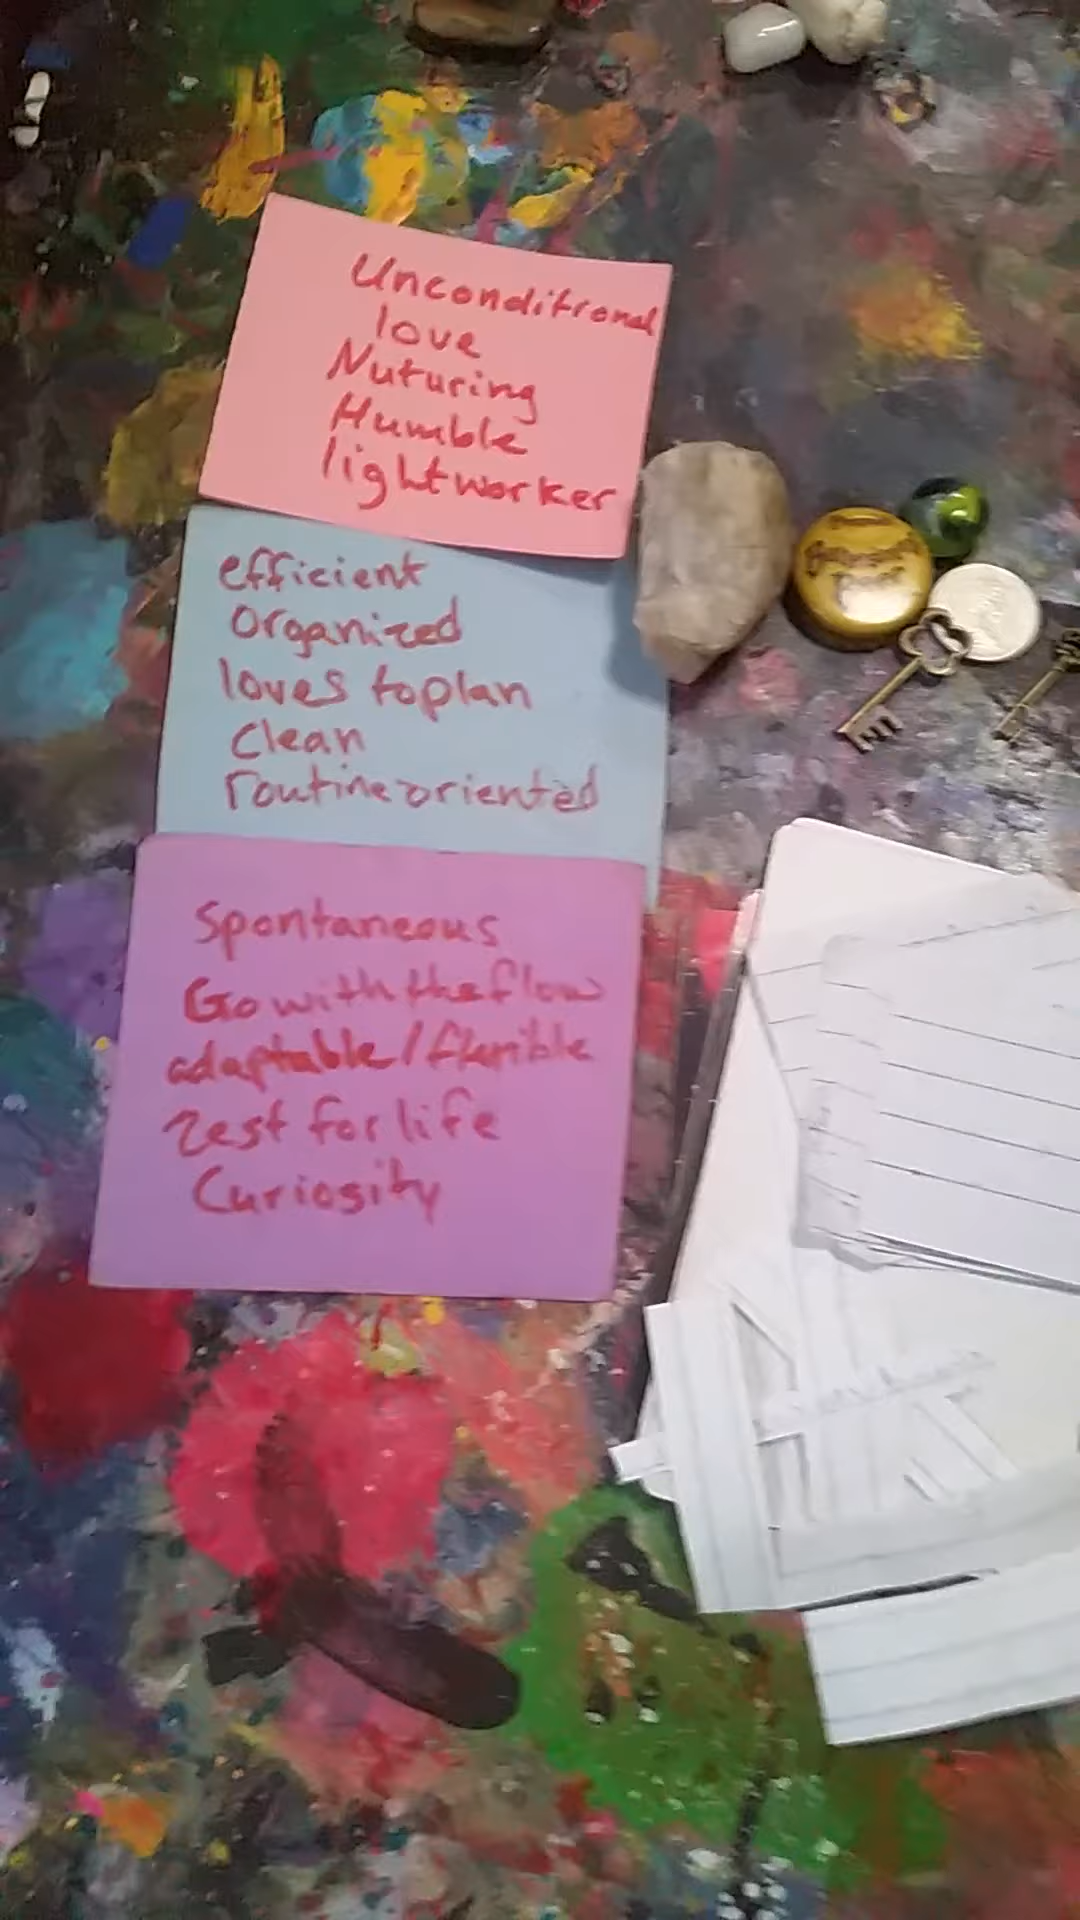 Unconditional
love
Nuturing
Humble
lightworker
efficient
Organized
loves to plan
Clean
routine oriented
Spontaneous
Go with the flow
adaptable/flexible
zest for life
Curiosity